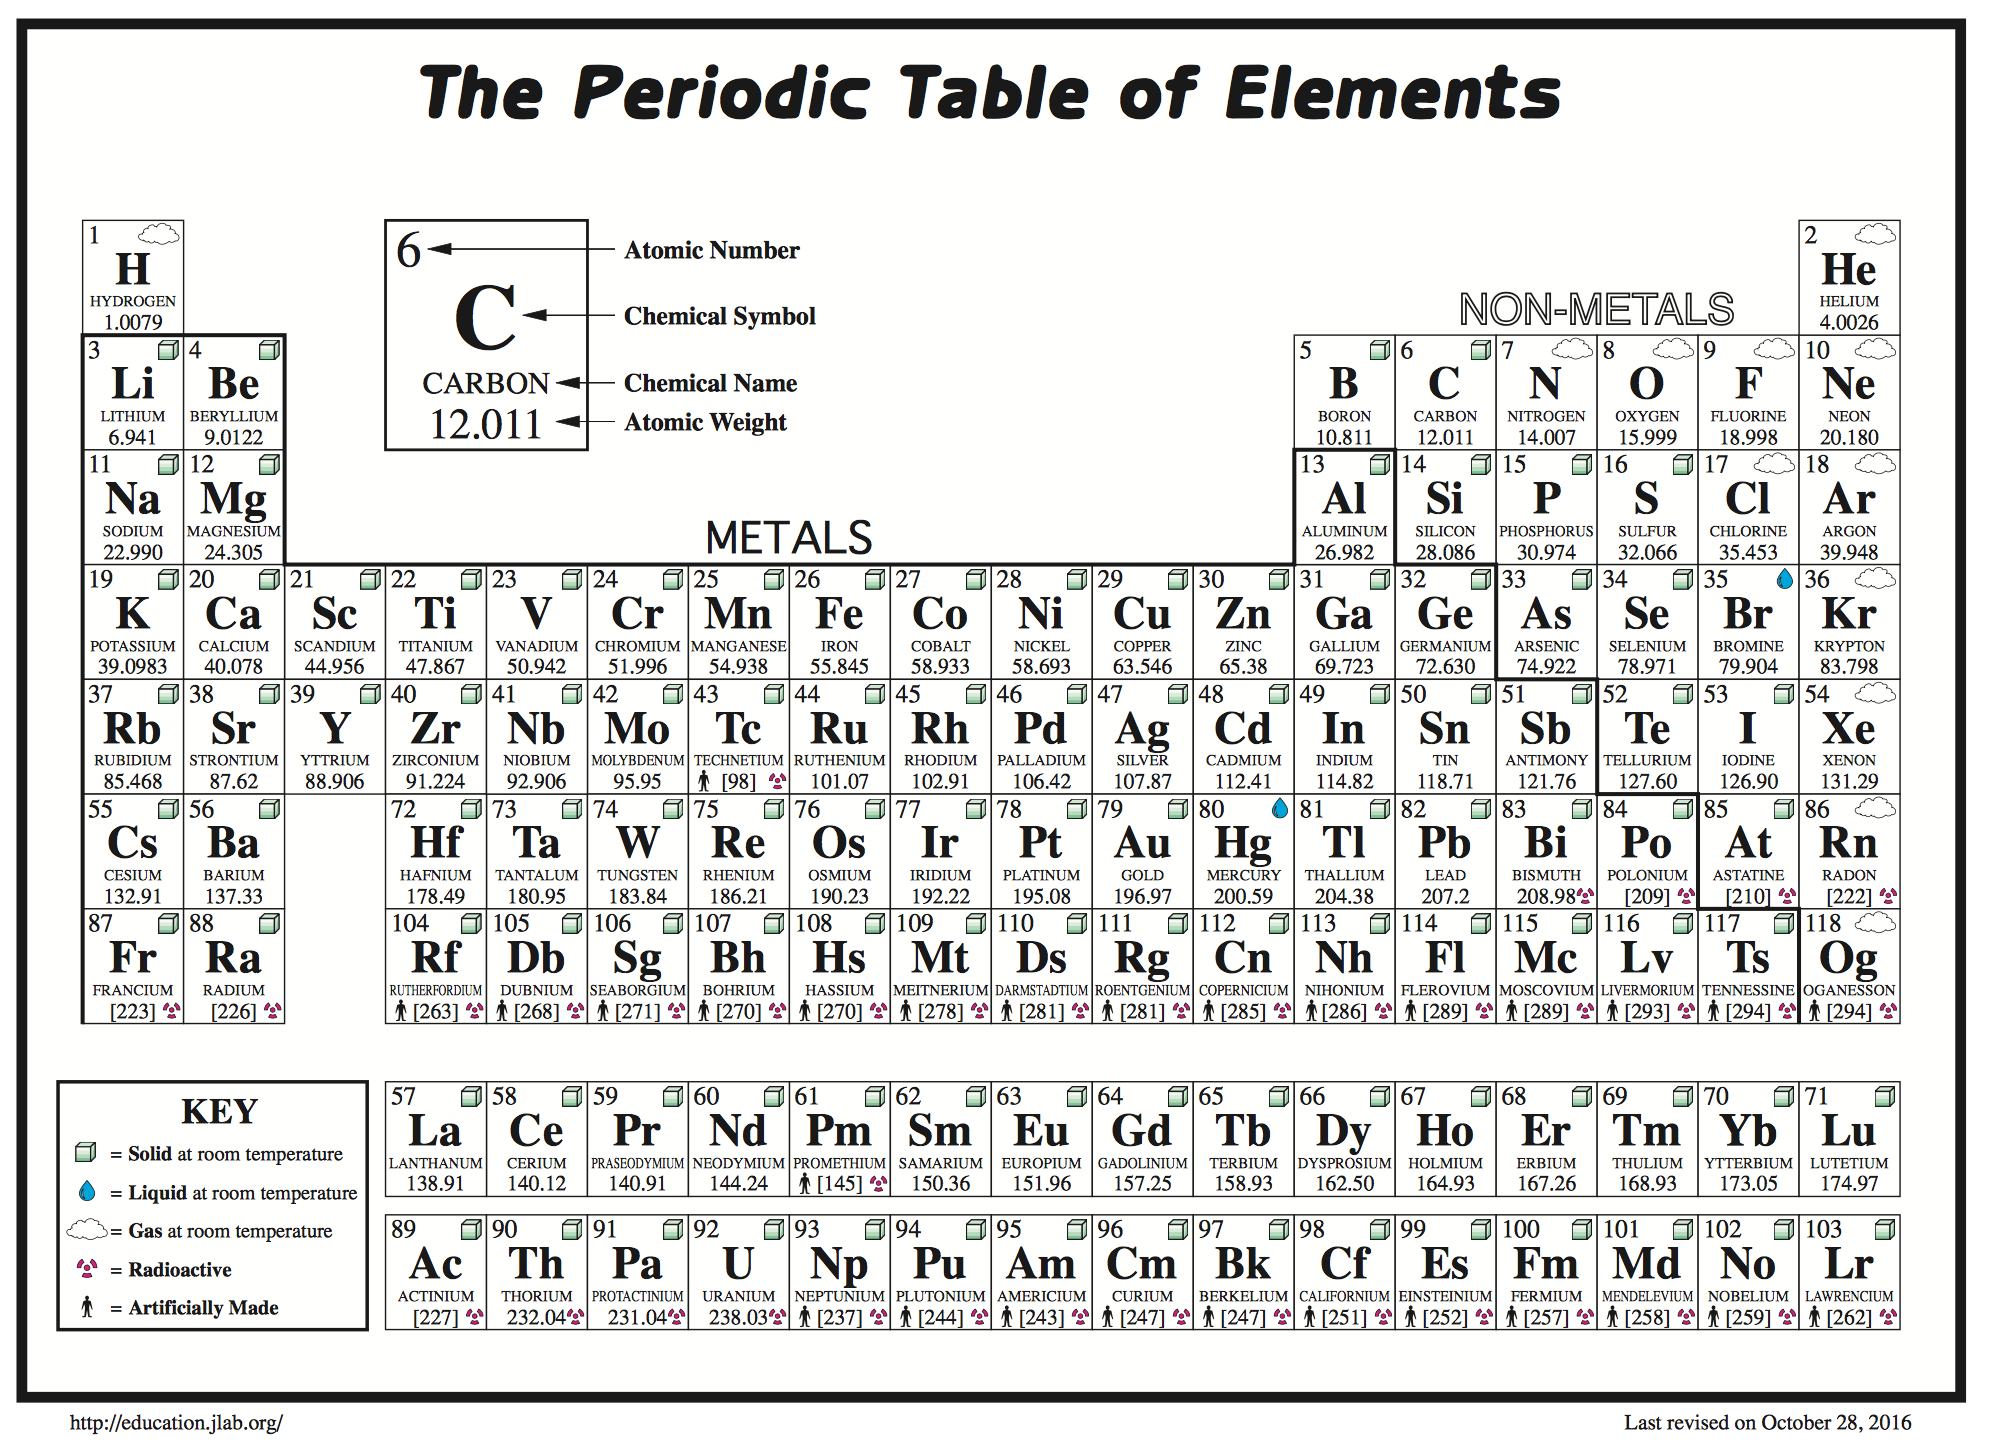 The Periodic Table of Elements
1
H
HYDROGEN
1.0079
6
C
CARBON
12.011
Atomic Number
Chemical Symbol
Chemical Name
Atomic Weight
NON-METALS
2
He
HELIUM
4.0026
3
Li
LITHIUM
6.941
4
Be
BERYLLIUM
9.0122
5
B
BORON
10.811
6
C
CARBON
12.011
7
N
NITROGEN
14.007
8
O
OXYGEN
15.999
9
F
FLUORINE
18.998
10
Ne
NEON
20.180
11
Na
SODIUM
22.990
12
Mg
MAGNESIUM
24.305
METALS
13
Al
ALUMINUM
26.982
14
Si
SILICON
28.086
15
P
PHOSPHORUS
30.974
16
S
SULFUR
32.066
17
Cl
CHLORINE
35.453
18
Ar
ARGON
39.948
19
K
POTASSIUM
39.0983
20
Ca
CALCIUM
40.078
21
Sc
SCANDIUM
44.956
22
Ti
TITANIUM
47.867
23
V
VANADIUM
50.942
24
Cr
CHROMIUM
51.996
25
Mn
MANGANESE
54.938
26
Fe
IRON
55.845
27
Co
COBALT
58.933
28
Ni
NICKEL
58.693
29
Cu
COPPER
63.546
30
Zn
ZINC
65.38
31
Ga
GALLIUM
69.723
32
Ge
GERMANIUM
72.630
33
As
ARSENIC
74.922
34
Se
SELENIUM
78.971
35
Br
BROMINE
79.904
36
Kr
KRYPTON
83.798
37
Rb
RUBIDIUM
85.468
38
Sr
STRONTIUM
87.62
39
Y
YTTRIUM
88.906
40
Zr
ZIRCONIUM
91.224
41
Nb
NIOBIUM
92.906
42
Mo
MOLYBDENUM
95.95
43
Tc
TECHNETIUM
[98]
44
Ru
RUTHENIUM
101.07
45
Rh
RHODIUM
102.91
46
Pd
PALLADIUM
106.42
47
Ag
SILVER
107.87
48
Cd
CADMIUM
112.41
49
In
INDIUM
114.82
50
Sn
TIN
118.71
51
Sb
ANTIMONY
121.76
52
Te
TELLURIUM
127.60
53
I
IODINE
126.90
54
Xe
XENON
131.29
55
Cs
CESIUM
132.91
56
Ba
BARIUM
137.33
72
Hf
HAFNIUM
178.49
73
Ta
TANTALUM
180.95
74
W
TUNGSTEN
183.84
75
Re
RHENIUM
186.21
76
Os
OSMIUM
190.23
77
Ir
IRIDIUM
192.22
78
Pt
PLATINUM
195.08
79
Au
GOLD
196.97
80
Hg
MERCURY
200.59
81
Tl
THALLIUM
204.38
82
Pb
LEAD
207.2
83
Bi
BISMUTH
208.98
84
Po
POLONIUM
[209]
85
At
ASTATINE
[210]
86
Rn
RADON
[222]
87
Fr
FRANCIUM
[223]
88
Ra
RADIUM
[226]
104
Rf
RUTHERFORDIUM
[263]
105
Db
DUBNIUM
[268]
106
Sg
SEABORGIUM
[271]
107
Bh
BOHRIUM
[270]
108
Hs
HASSIUM
[270]
109
Mt
MEITNERIUM
[278]
110
Ds
DARMSTADTIUM
[281]
111
Rg
ROENTGENIUM
[281]
112
Cn
COPERNICIUM
[285]
113
Nh
NIHONIUM
[286]
114
Fl
FLEROVIUM
[289]
115
Mc
MOSCOVIUM
[289]
116
Lv
LIVERMORIUM
[293]
117
Ts
TENNESSINE
[294]
118
Og
OGANESSON
[294]
KEY
= Solid at room temperature
= Liquid at room temperature
= Gas at room temperature
= Radioactive
= Artificially Made
57
La
LANTHANUM
138.91
58
Ce
CERIUM
140.12
59
Pr
PRASEODYMIUM
140.91
60
Nd
NEODYMIUM
144.24
61
Pm
PROMETHIUM
[145]
62
Sm
SAMARIUM
150.36
63
Eu
EUROPIUM
151.96
64
Gd
GADOLINIUM
157.25
65
Tb
TERBIUM
158.93
66
Dy
DYSPROSIUM
162.50
67
Ho
HOLMIUM
164.93
68
Er
ERBIUM
167.26
69
Tm
THULIUM
168.93
70
Yb
YTTERBIUM
173.05
71
Lu
LUTETIUM
174.97
89
Ac
ACTINIUM
[227]
90
Th
THORIUM
232.04
91
Pa
PROTACTINIUM
231.04
92
U
URANIUM
238.03
93
Np
NEPTUNIUM
[237]
94
Pu
PLUTONIUM
[244]
95
Am
AMERICIUM
[243]
96
Cm
CURIUM
[247]
97
Bk
BERKELIUM
[247]
98
Cf
CALIFORNIUM
[251]
99
Es
EINSTEINIUM
[252]
100
Fm
FERMIUM
[257]
101
Md
MENDELEVIUM
[258]
102
No
NOBELIUM
[259]
103
Lr
LAWRENCIUM
[262]
http://education.jlab.org/
Last revised on October 28, 2016